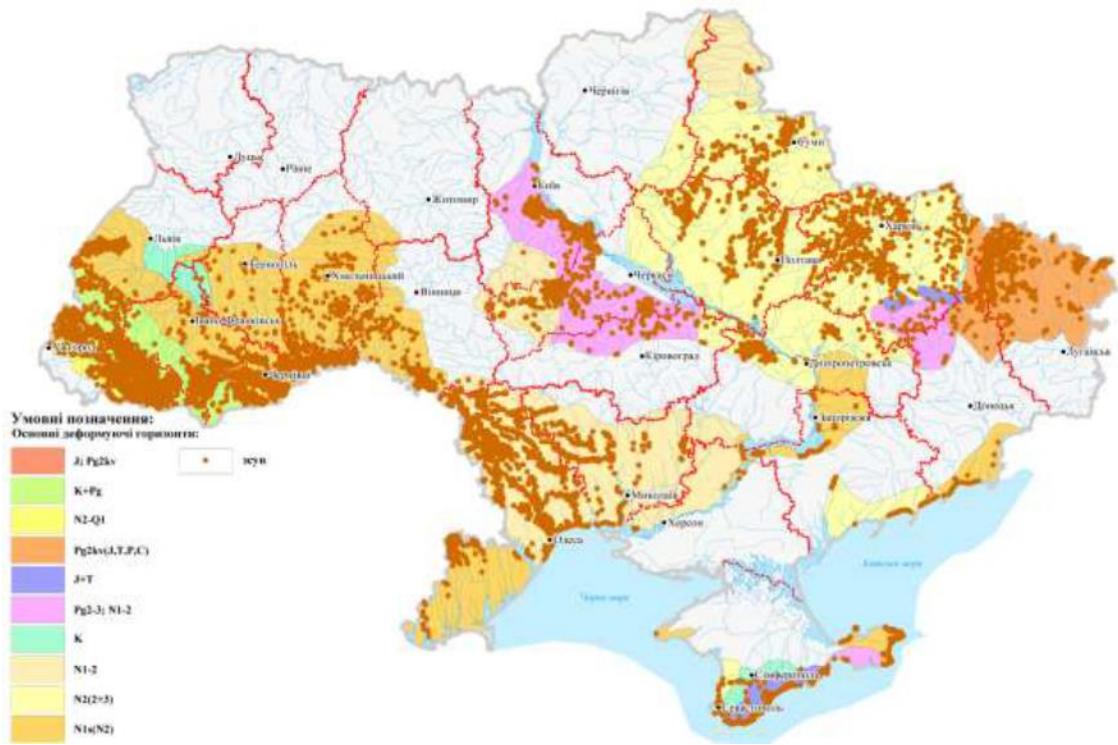 Чернігів
Суми
Луцьк
Рівне
Київ
Житомир
Харків
Львів
Тернопіль
Полтава
Хмельницький
Черкаси
Вінниця
Івано-Франківськ
Ужгород
Кіровоград
Луганськ
Дніпропетровськ
Чернівці
Донецьк
Запоріжжя
Миколаїв
Херсон
Одеса
Азовське море
Чорне море
Сімферополь
Севастополь
Умовні позначення:
Основні деформуючі горизонти:
J; Pg2kv
зсув
K+Pg
N2-Q1
Pg2kv(J,T,P,C)
J+T
Pg2-3; N1-2
K
N1-2
N2(2+3)
N1s(N2)